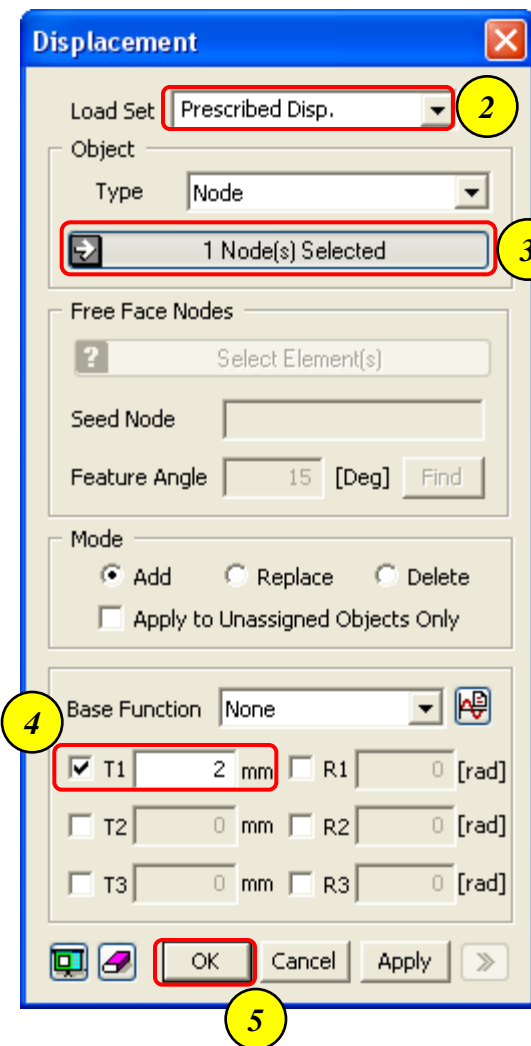 Displacement
Load Set Prescribed Disp. 2
Object
Type Node
1 Node(s) Selected 3
Free Face Nodes
? Select Element(s)
Seed Node
Feature Angle 15 [Deg] Find
Mode
Add Replace Delete
Apply to Unassigned Objects Only
Base Function None
4
T1 2 mm R1 0 [rad]
T2 0 mm R2 0 [rad]
T3 0 mm R3 0 [rad]
OK Cancel Apply >>
5